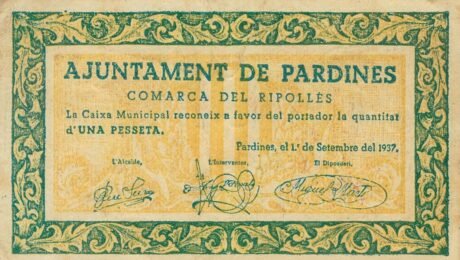 AJUNTAMENT DE PARDINES
COMARCA DEL RIPOLLÈS
La Caixa Municipal reconeix a favor del portador la quantitat
d'UNA PESSETA.
Pardines, el 1.r de Setembre del 1937.
L'Alcalde, L'Interventor, El Dipositari,